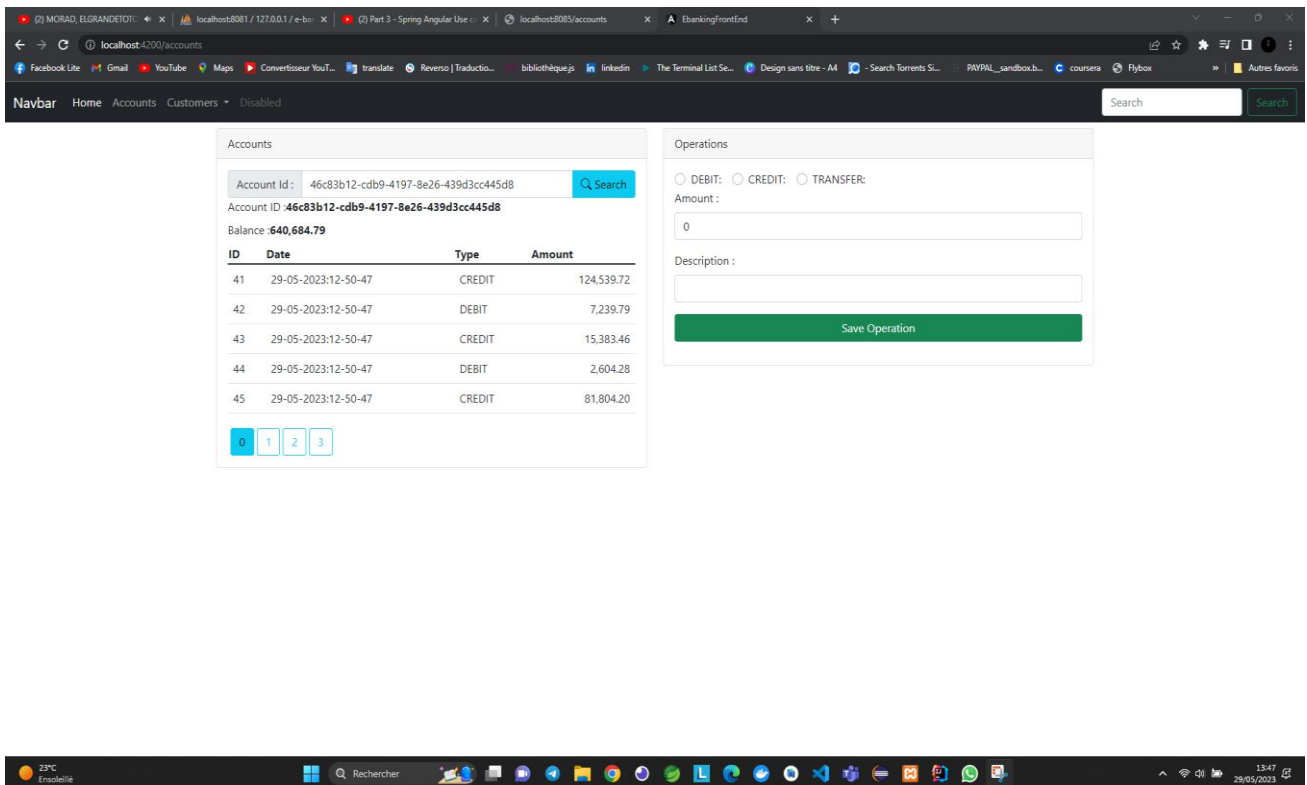 (2) MORAD, ELGRANDETOTO
localhost:8081 / 127.0.0.1 / e-ba
(2) Part 3 - Spring Angular Use c
localhost:8085/accounts
EbankingFrontEnd
localhost:4200/accounts
Facebook Lite Gmail YouTube Maps Convertisseur YouT... translate Reverso | Traductio... bibliothèque.js linkedin The Terminal List Se... Design sans titre - A4 - Search Torrents Si... PAYPAL_sandbox.b... coursera Flybox » Autres favoris
Navbar Home Accounts Customers Disabled Search Search
Accounts
Account Id : 46c83b12-cdb9-4197-8e26-439d3cc445d8 Search
Account ID :46c83b12-cdb9-4197-8e26-439d3cc445d8
Balance :640,684.79
ID Date Type Amount
41 29-05-2023:12-50-47 CREDIT 124,539.72
42 29-05-2023:12-50-47 DEBIT 7,239.79
43 29-05-2023:12-50-47 CREDIT 15,383.46
44 29-05-2023:12-50-47 DEBIT 2,604.28
45 29-05-2023:12-50-47 CREDIT 81,804.20
0 1 2 3
Operations
DEBIT: CREDIT: TRANSFER:
Amount :
0
Description :
Save Operation
23°C
Ensoleillé
Rechercher
13:47
29/05/2023